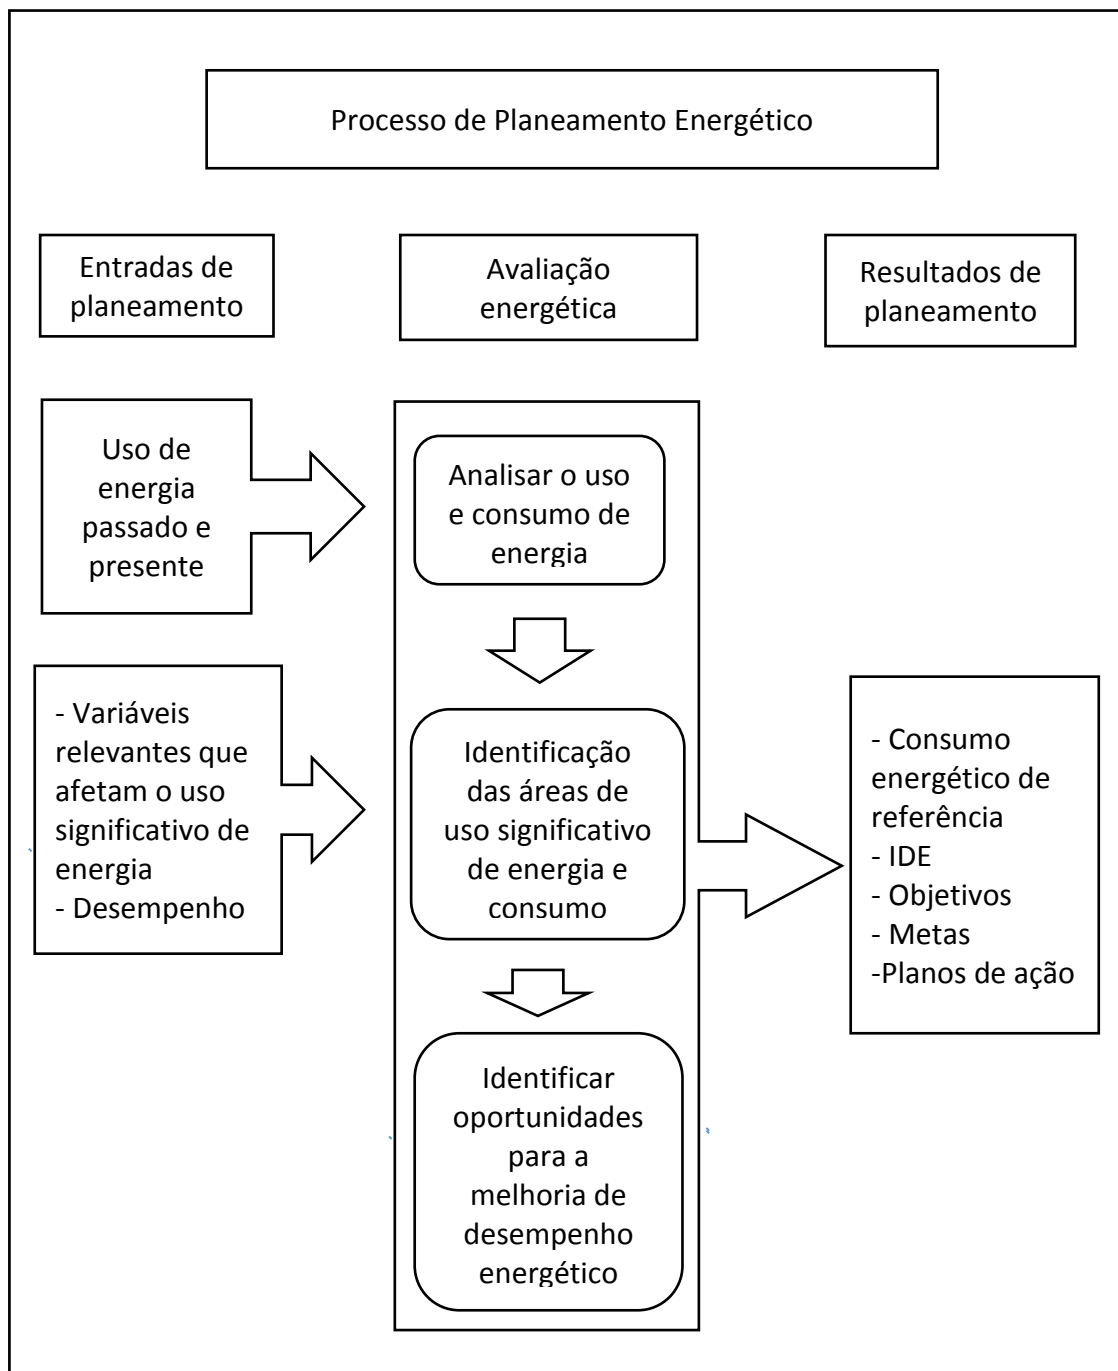 Processo de Planeamento Energético
Entradas de
planeamento
Avaliação
energética
Resultados de
planeamento
Uso de
energia
passado e
presente
Analisar o uso
e consumo de
energia
- Variáveis
relevantes que
afetam o uso
significativo de
energia
- Desempenho
Identificação
das áreas de
uso significativo
de energia e
consumo
- Consumo
energético de
referência
- IDE
- Objetivos
- Metas
-Planos de ação
Identificar
oportunidades
para a
melhoria de
desempenho
energético